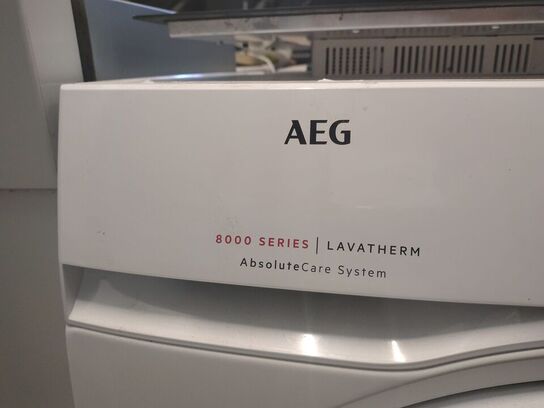 AEG
8000 SERIES | LAVATHERM
AbsoluteCare System